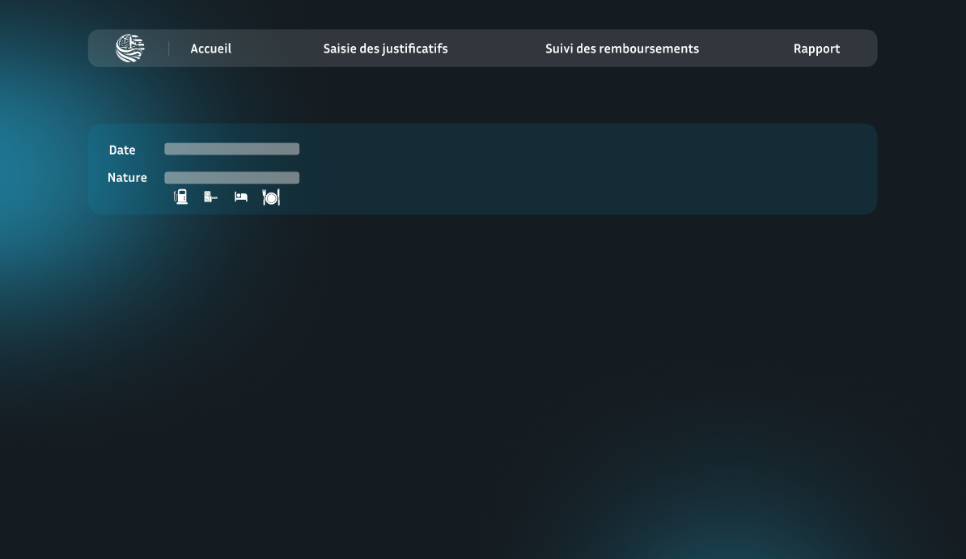 Accueil Saisie des justificatifs Suivi des remboursements Rapport
Date
Nature